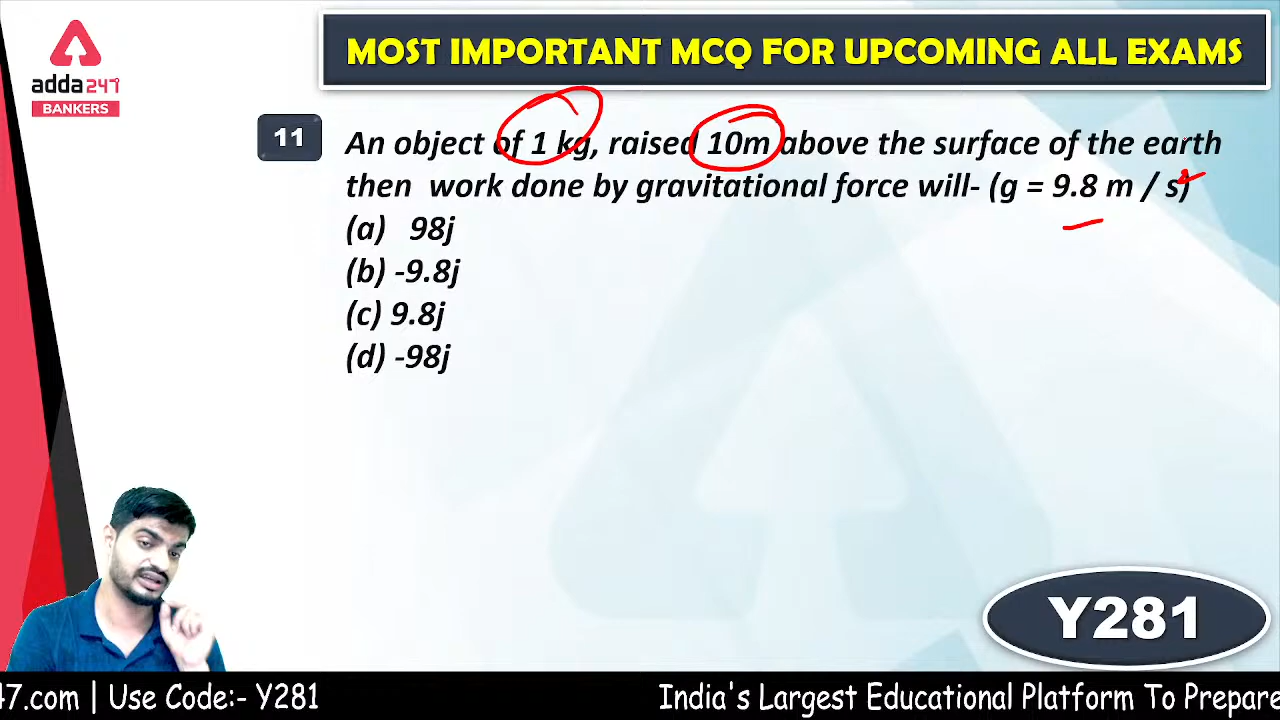 adda247
BANKERS
MOST IMPORTANT MCQ FOR UPCOMING ALL EXAMS
11
An object of 1 kg, raised 10m above the surface of the earth
then work done by gravitational force will- (g = 9.8 m / s)
(a) 98j
(b) -9.8j
(c) 9.8j
(d) -98j
Y281
47.com | Use Code:- Y281
India's Largest Educational Platform To Prepare